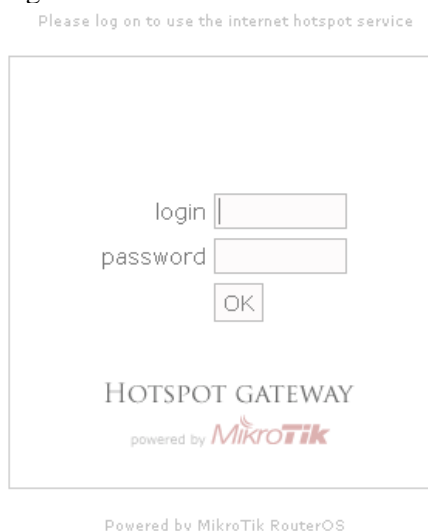 Please log on to use the internet hotspot service
login
password
OK
HOTSPOT GATEWAY
powered by MikroTik
Powered by MikroTik RouterOS